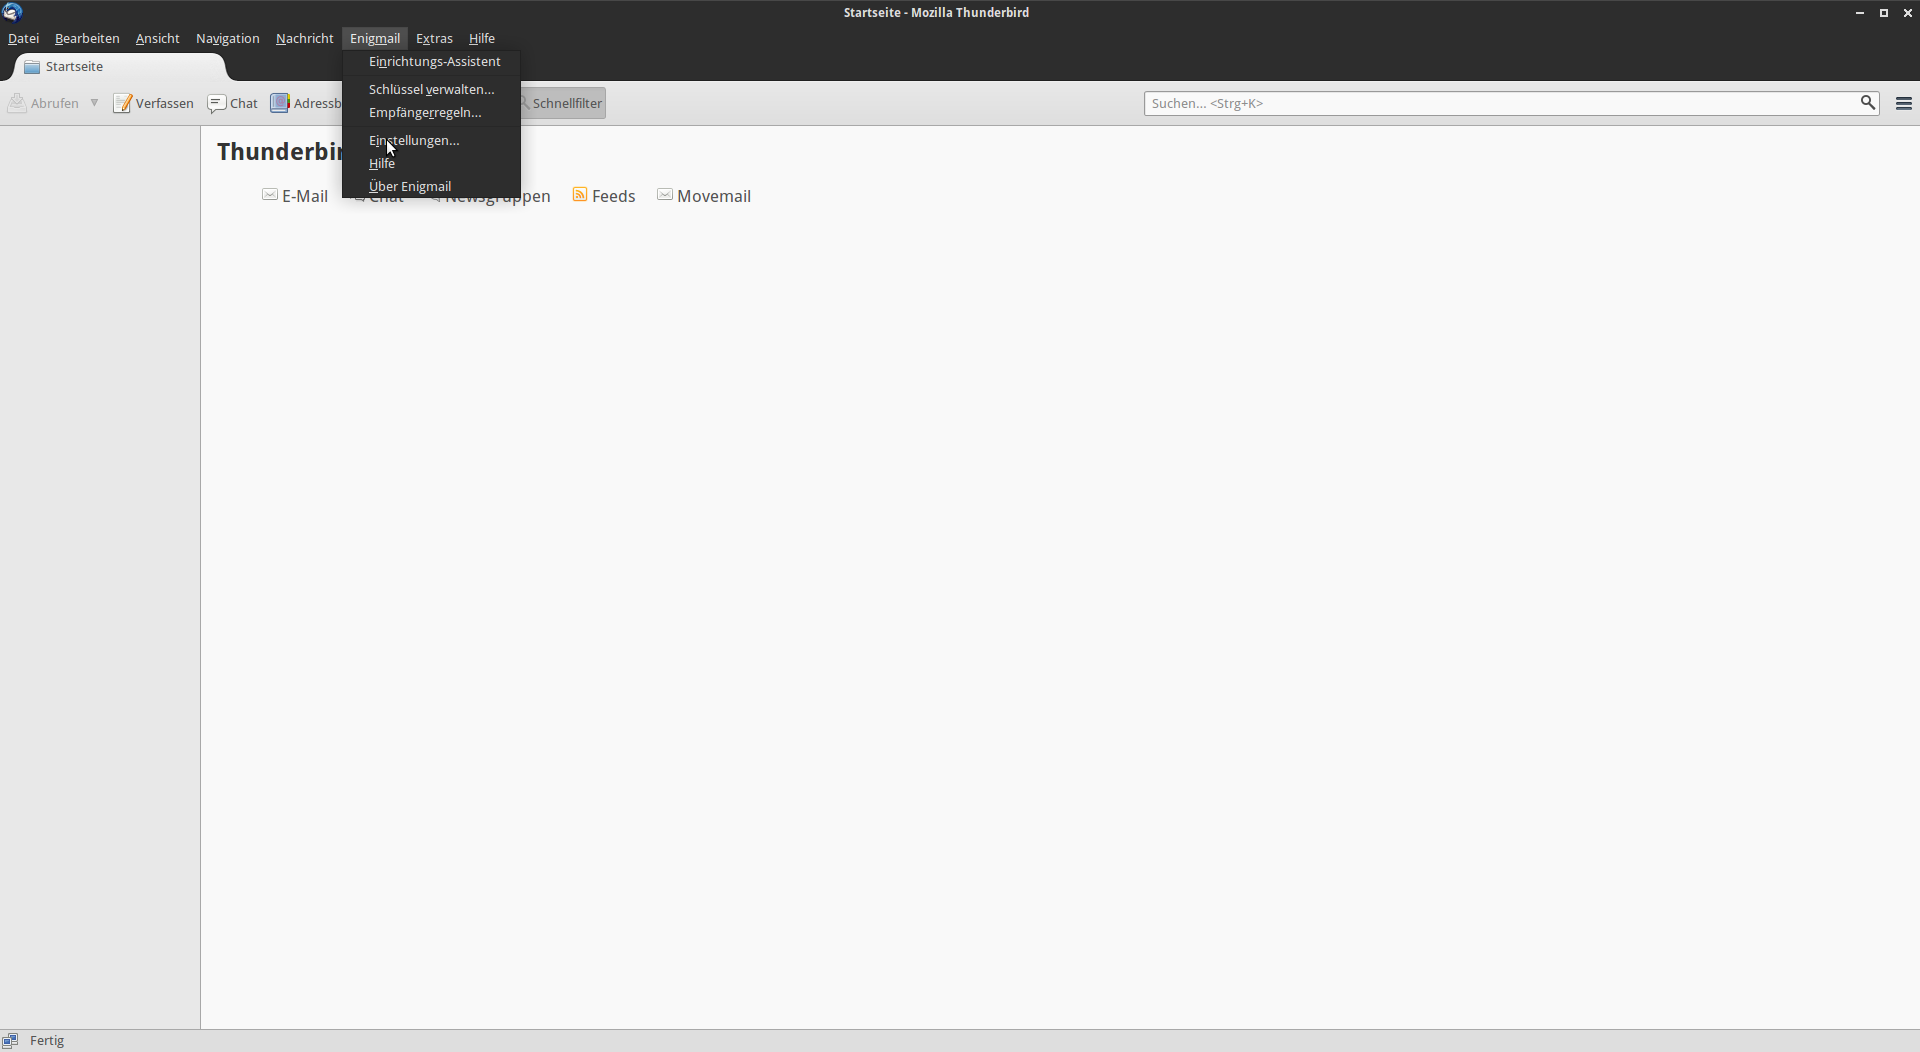 Startseite - Mozilla Thunderbird
Datei Bearbeiten Ansicht Navigation Nachricht Enigmail Extras Hilfe
Startseite
Einrichtungs-Assistent
Schlüssel verwalten...
Empfängerregeln...
Einstellungen...
Hilfe
Über Enigmail
Abrufen Verfassen Chat Adressb Schnellfilter
Suchen... <Strg+K>
Thunderbir
E-Mail Chat Newsgruppen Feeds Movemail
Fertig